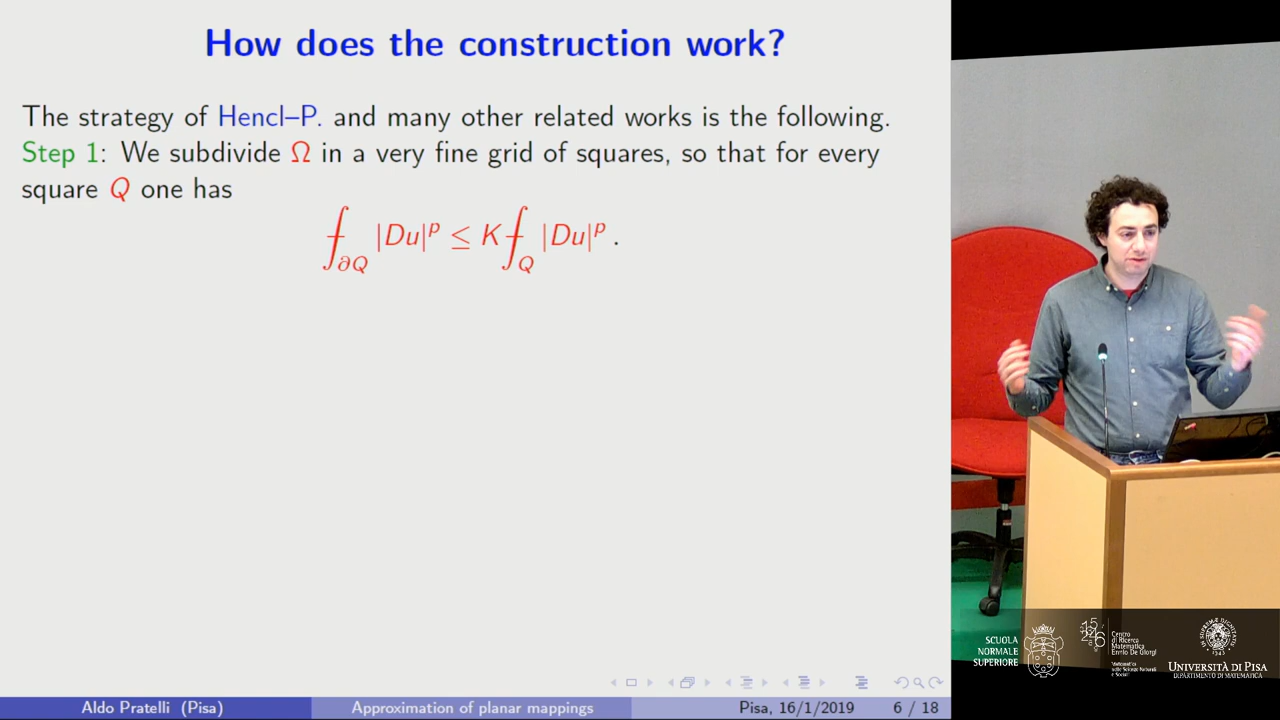 How does the construction work?
The strategy of Hencl–P. and many other related works is the following.
Step 1: We subdivide Ω in a very fine grid of squares, so that for every
square Q one has
⨍_∂Q |Du|^p ≤ K ⨍_Q |Du|^p .
Aldo Pratelli (Pisa)
Approximation of planar mappings
Pisa, 16/1/2019
6 / 18
SCUOLA
NORMALE
SUPERIORE
Centro
di Ricerca
Matematica
Ennio De Giorgi
UNIVERSITÀ DI PISA
DIPARTIMENTO DI MATEMATICA